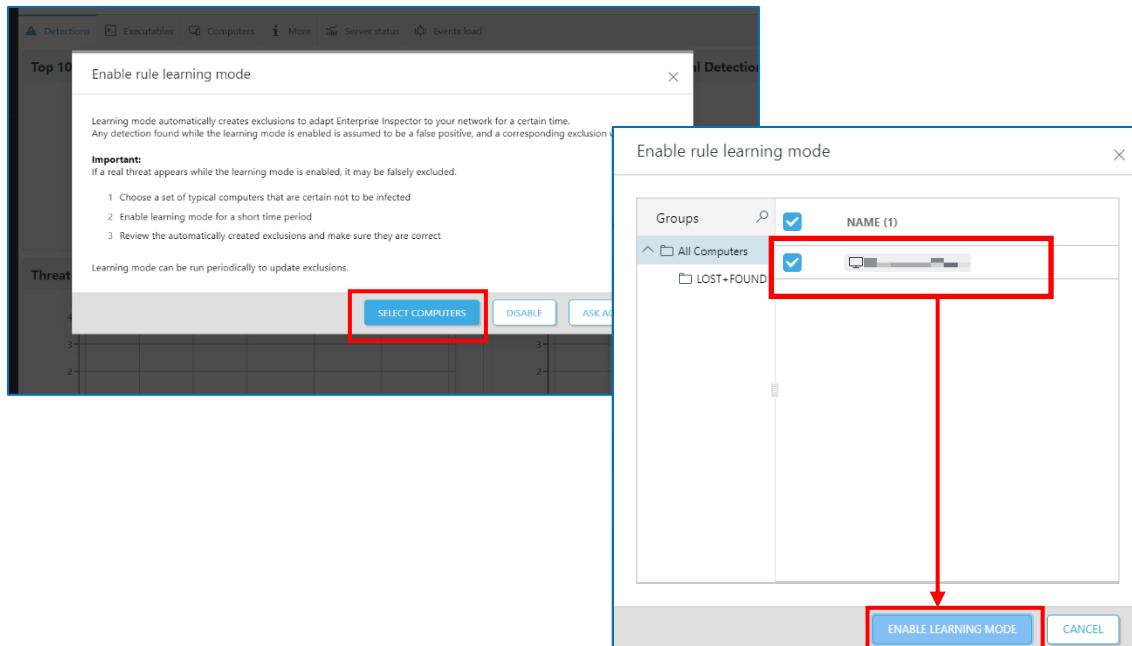 Detections Executables Computers More Server status Events load
Top 10
l Detection
Enable rule learning mode
Learning mode automatically creates exclusions to adapt Enterprise Inspector to your network for a certain time.
Any detection found while the learning mode is enabled is assumed to be a false positive, and a corresponding exclusion
Important:
If a real threat appears while the learning mode is enabled, it may be falsely excluded.
1 Choose a set of typical computers that are certain not to be infected
2 Enable learning mode for a short time period
3 Review the automatically created exclusions and make sure they are correct
Learning mode can be run periodically to update exclusions.
Threat
SELECT COMPUTERS DISABLE ASK
4
3 3
2 2
Enable rule learning mode
Groups NAME (1)
All Computers
LOST+FOUND
ENABLE LEARNING MODE CANCEL